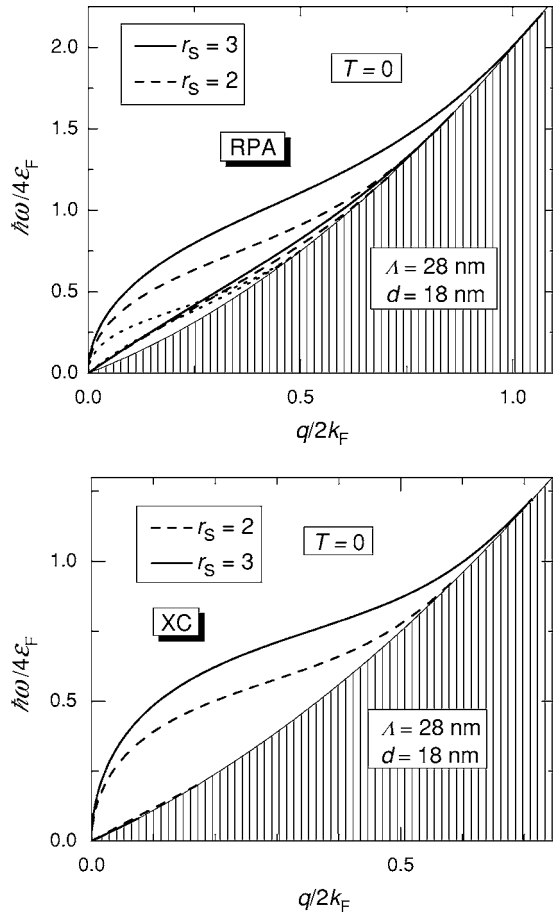 r_S = 3
r_S = 2
T = 0
RPA
Λ = 28 nm
d = 18 nm
ħω/4ε_F
2.0
1.5
1.0
0.5
0.0
0.0 0.5 1.0
q/2k_F
r_S = 2
r_S = 3
T = 0
XC
Λ = 28 nm
d = 18 nm
ħω/4ε_F
1.0
0.5
0.0
0.0 0.5
q/2k_F